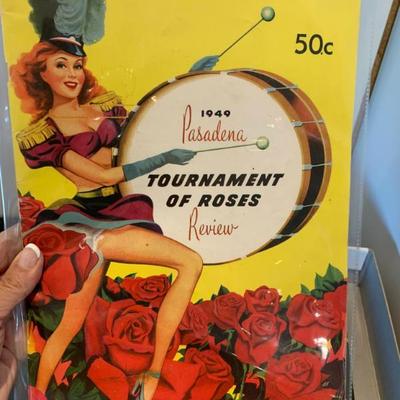 50c
1949
Pasadena
TOURNAMENT
OF ROSES
Review